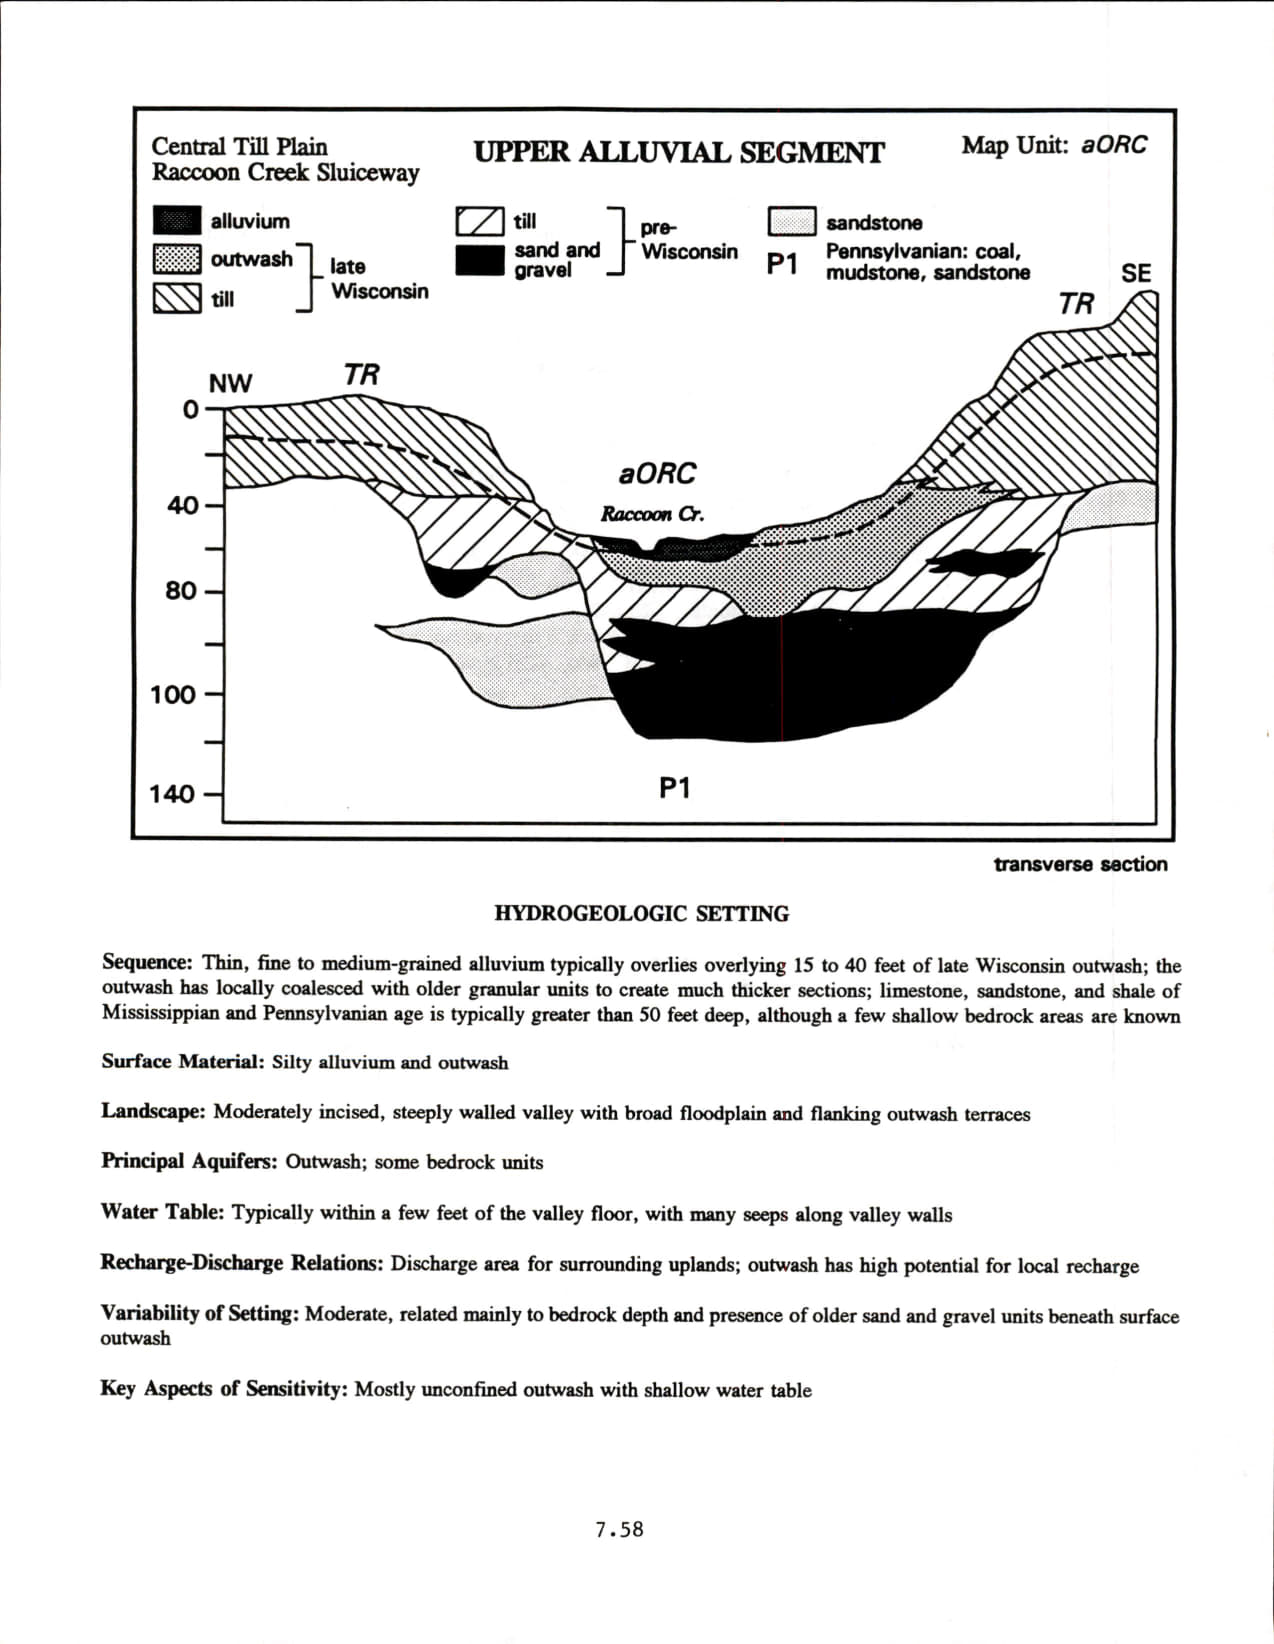 Central Till Plain
Raccoon Creek Sluiceway
UPPER ALLUVIAL SEGMENT
Map Unit: aORC
alluvium
outwash
till
late
Wisconsin
till
sand and
gravel
pre-
Wisconsin
sandstone
P1
Pennsylvanian: coal,
mudstone, sandstone
SE
TR
NW
TR
aORC
Raccoon Cr.
0
40
80
100
140
P1
transverse section
HYDROGEOLOGIC SETTING
Sequence: Thin, fine to medium-grained alluvium typically overlies overlying 15 to 40 feet of late Wisconsin outwash; the
outwash has locally coalesced with older granular units to create much thicker sections; limestone, sandstone, and shale of
Mississippian and Pennsylvanian age is typically greater than 50 feet deep, although a few shallow bedrock areas are known
Surface Material: Silty alluvium and outwash
Landscape: Moderately incised, steeply walled valley with broad floodplain and flanking outwash terraces
Principal Aquifers: Outwash; some bedrock units
Water Table: Typically within a few feet of the valley floor, with many seeps along valley walls
Recharge-Discharge Relations: Discharge area for surrounding uplands; outwash has high potential for local recharge
Variability of Setting: Moderate, related mainly to bedrock depth and presence of older sand and gravel units beneath surface
outwash
Key Aspects of Sensitivity: Mostly unconfined outwash with shallow water table
7.58